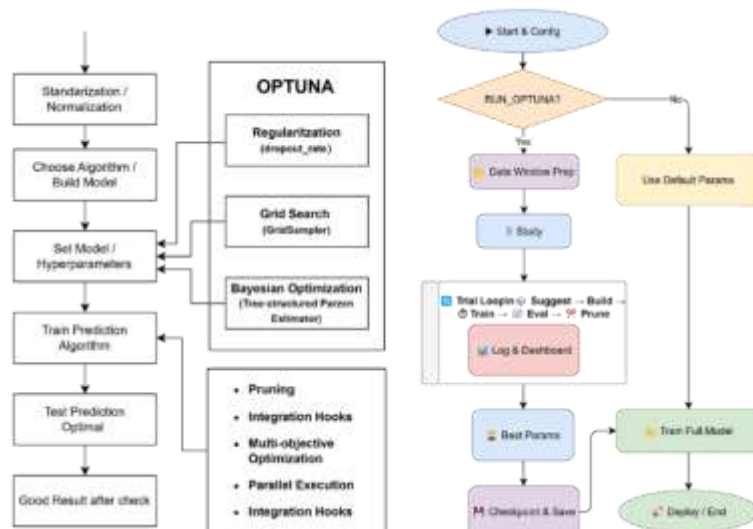 Standarization /
Normalization
Choose Algorithm /
Build Model
Set Model /
Hyperparameters
Train Prediction
Algorithm
Test Prediction
Optimal
Good Result after check
OPTUNA
Regularitzation
(dropout_rate)
Grid Search
(GridSampler)
Bayesian Optimization
(Tree-structured Parzen
Estimator)
• Pruning
• Integration Hooks
• Multi-objective
Optimization
• Parallel Execution
• Integration Hooks
Start & Config
RUN_OPTUNA?
No
Yes
Data Window Prep
Use Default Params
Study
Trial Loopin Suggest → Build →
Train → Eval → Prune
Log & Dashboard
Best Params
Train Full Model
Checkpoint & Save
Deploy / End